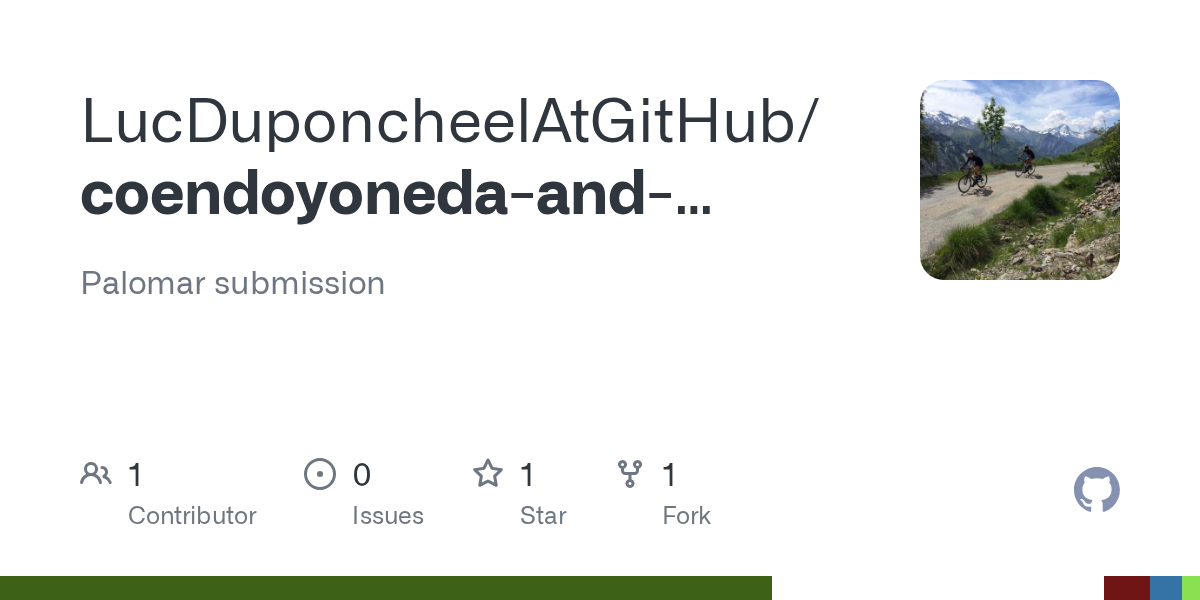 LucDuponcheelAtGitHub/
coendoyoneda-and-...
Palomar submission
1
Contributor
0
Issues
1
Star
1
Fork